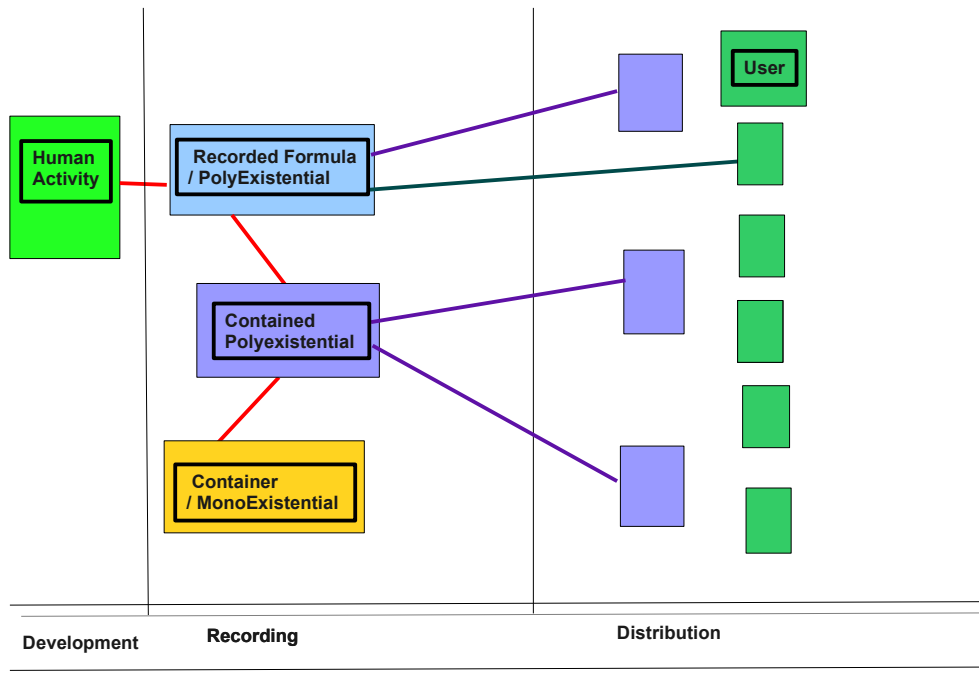 User
Human
Activity
Recorded Formula
/ PolyExistential
Contained
Polyexistential
Container
/ MonoExistential
Development
Recording
Distribution